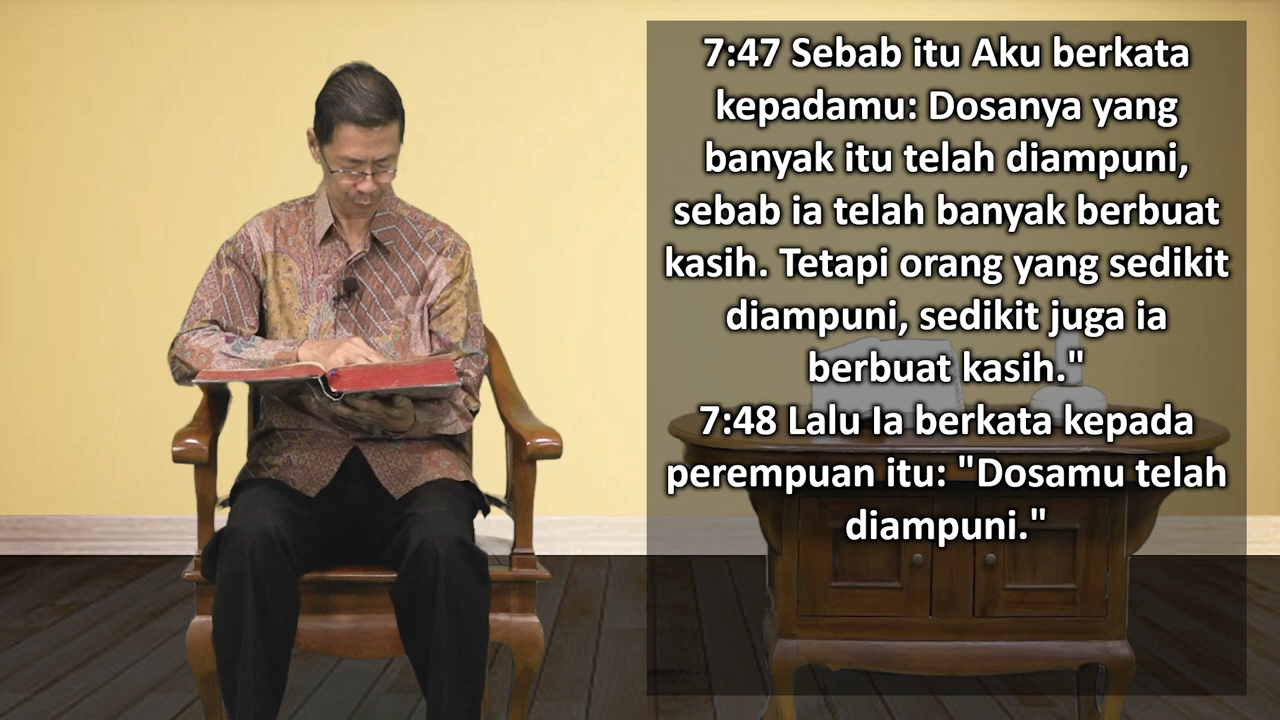 7:47 Sebab itu Aku berkata
kepadamu: Dosanya yang
banyak itu telah diampuni,
sebab ia telah banyak berbuat
kasih. Tetapi orang yang sedikit
diampuni, sedikit juga ia
berbuat kasih."
7:48 Lalu Ia berkata kepada
perempuan itu: "Dosamu telah
diampuni."